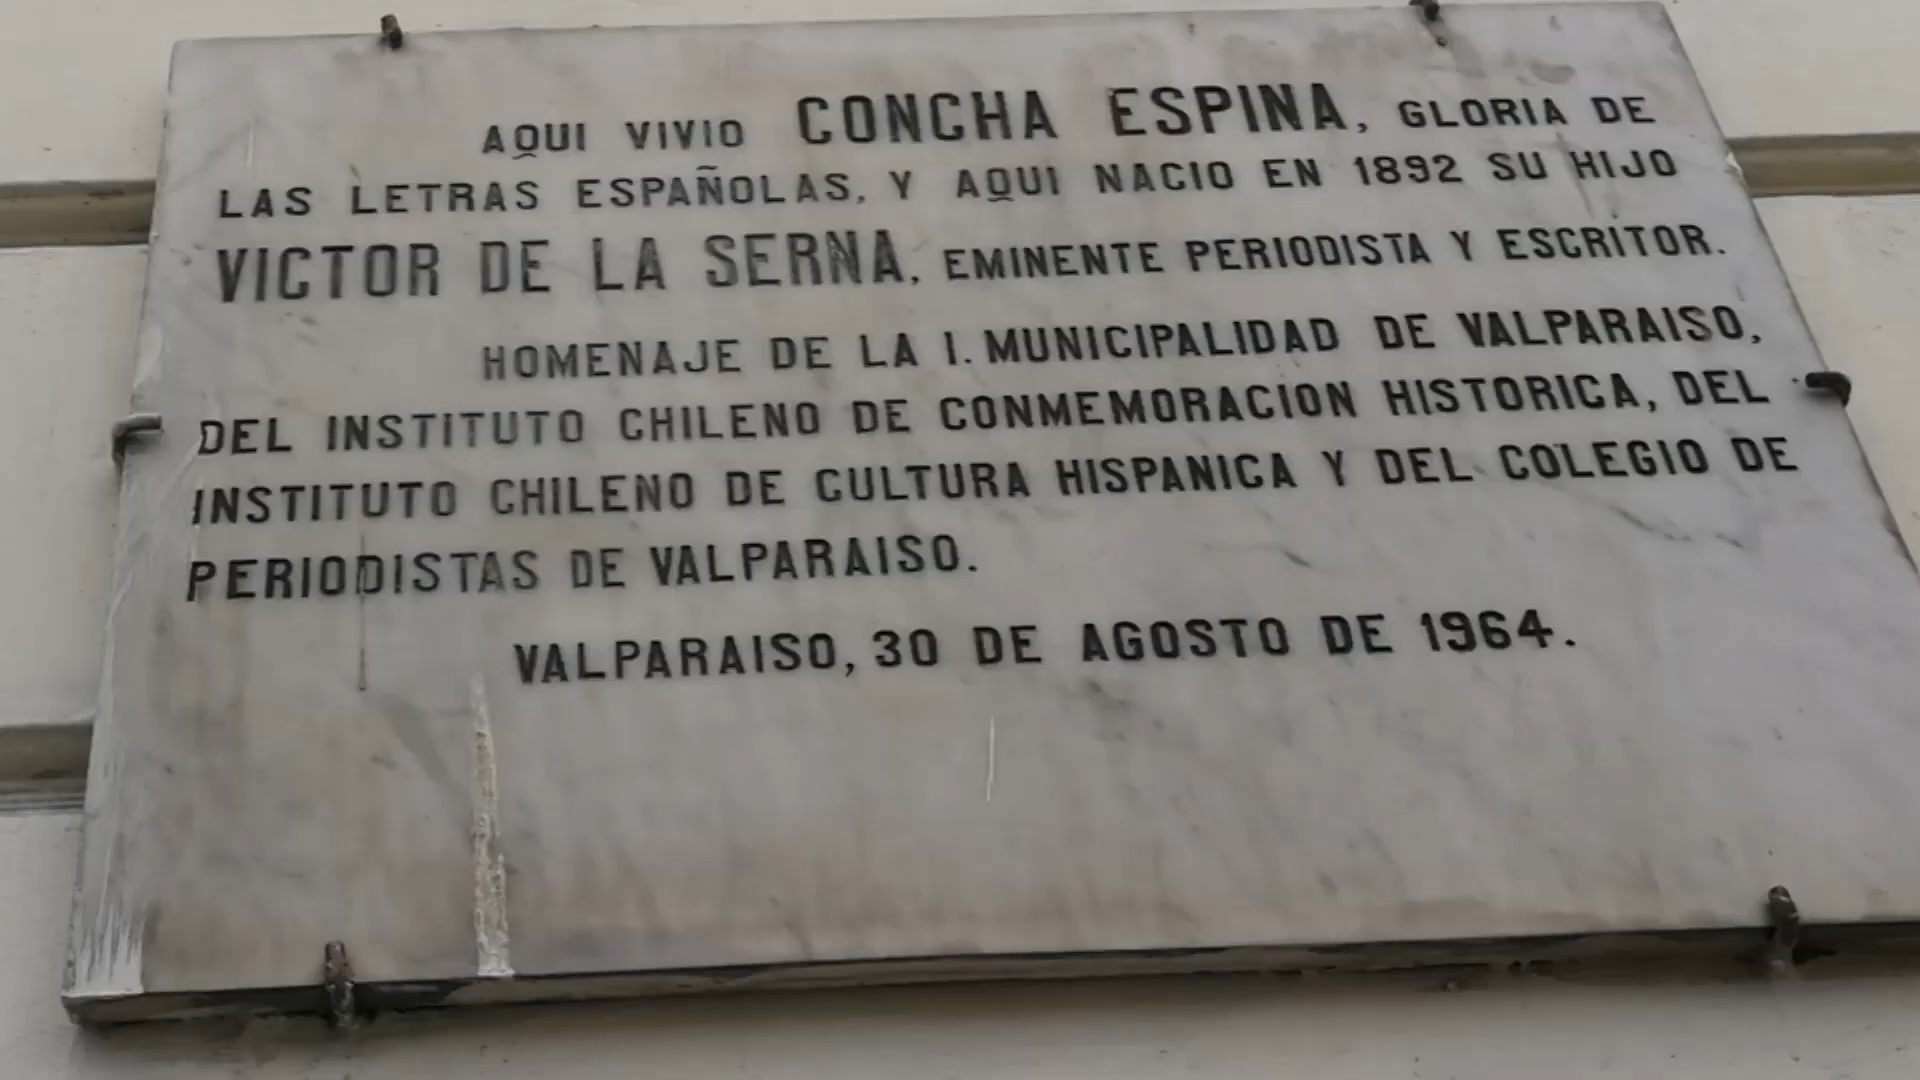 AQUI VIVIO CONCHA ESPINA, GLORIA DE
LAS LETRAS ESPAÑOLAS, Y AQUI NACIO EN 1892 SU HIJO
VICTOR DE LA SERNA, EMINENTE PERIODISTA Y ESCRITOR.
HOMENAJE DE LA I. MUNICIPALIDAD DE VALPARAISO,
DEL INSTITUTO CHILENO DE CONMEMORACION HISTORICA, DEL
INSTITUTO CHILENO DE CULTURA HISPANICA Y DEL COLEGIO DE
PERIODISTAS DE VALPARAISO.
VALPARAISO, 30 DE AGOSTO DE 1964.